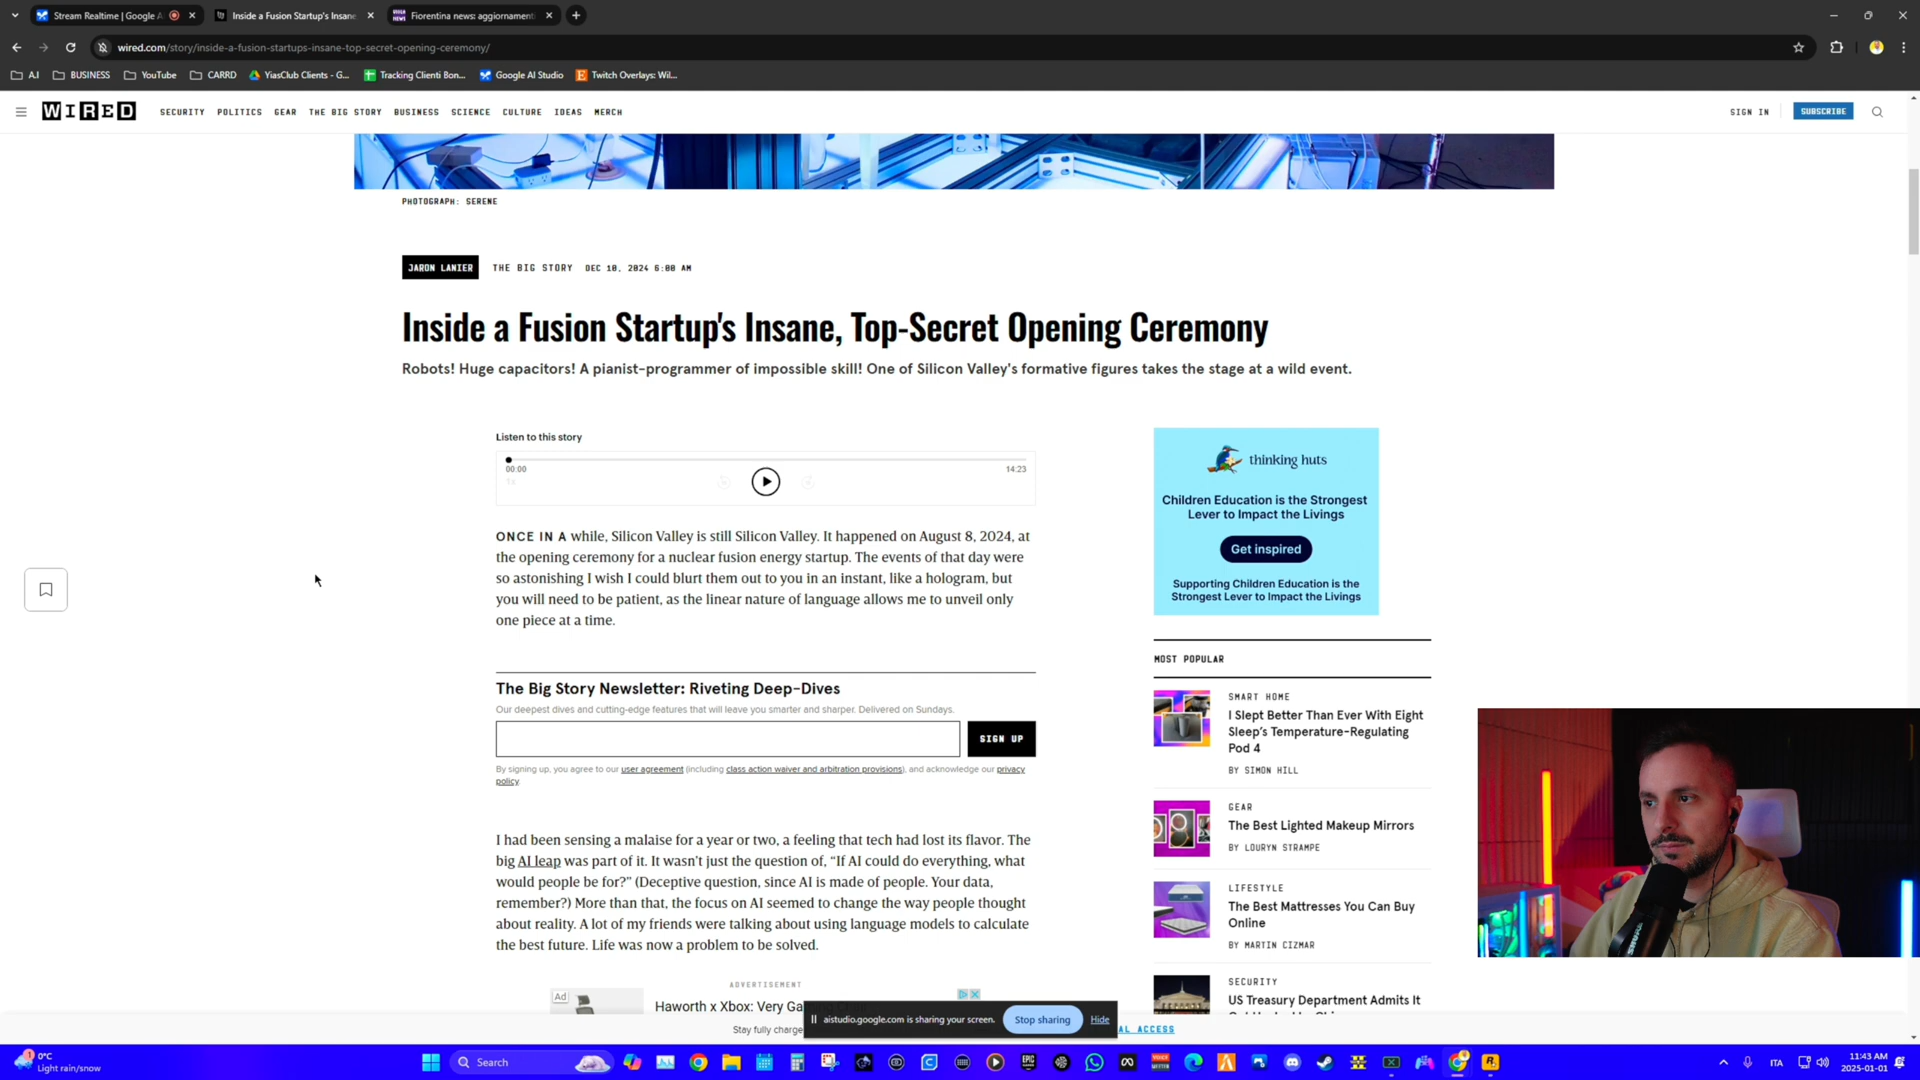 Stream Realtime | Google A
Inside a Fusion Startup's Insane
Fiorentina news: aggiornamenti
wired.com/story/inside-a-fusion-startups-insane-top-secret-opening-ceremony/
A.I BUSINESS YouTube CARRD YiasClub Clients - G... Tracking Clienti Bon... Google AI Studio Twitch Overlays: Wil...
WIRED SECURITY POLITICS GEAR THE BIG STORY BUSINESS SCIENCE CULTURE IDEAS MERCH SIGN IN SUBSCRIBE
PHOTOGRAPH: SERENE
JARON LANIER THE BIG STORY DEC 10, 2024 6:00 AM
Inside a Fusion Startup's Insane, Top-Secret Opening Ceremony
Robots! Huge capacitors! A pianist-programmer of impossible skill! One of Silicon Valley's formative figures takes the stage at a wild event.
Listen to this story
00:00 14:23
1x
ONCE IN A while, Silicon Valley is still Silicon Valley. It happened on August 8, 2024, at
the opening ceremony for a nuclear fusion energy startup. The events of that day were
so astonishing I wish I could blurt them out to you in an instant, like a hologram, but
you will need to be patient, as the linear nature of language allows me to unveil only
one piece at a time.
The Big Story Newsletter: Riveting Deep-Dives
Our deepest dives and cutting-edge features that will leave you smarter and sharper. Delivered on Sundays.
SIGN UP
By signing up, you agree to our user agreement (including class action waiver and arbitration provisions), and acknowledge our privacy
policy.
I had been sensing a malaise for a year or two, a feeling that tech had lost its flavor. The
big AI leap was part of it. It wasn't just the question of, “If AI could do everything, what
would people be for?” (Deceptive question, since AI is made of people. Your data,
remember?) More than that, the focus on AI seemed to change the way people thought
about reality. A lot of my friends were talking about using language models to calculate
the best future. Life was now a problem to be solved.
ADVERTISEMENT
Ad
Haworth x Xbox: Very Ga
Stay fully charge
AL ACCESS
aistudio.google.com is sharing your screen. Stop sharing Hide
thinking huts
Children Education is the Strongest
Lever to Impact the Livings
Get inspired
Supporting Children Education is the
Strongest Lever to Impact the Livings
MOST POPULAR
SMART HOME
I Slept Better Than Ever With Eight
Sleep's Temperature-Regulating
Pod 4
BY SIMON HILL
GEAR
The Best Lighted Makeup Mirrors
BY LOURYN STRAMPE
LIFESTYLE
The Best Mattresses You Can Buy
Online
BY MARTIN CIZMAR
SECURITY
US Treasury Department Admits It
SHURE
0°C
Light rain/snow
Search
ITA
11:43 AM
2025-01-01